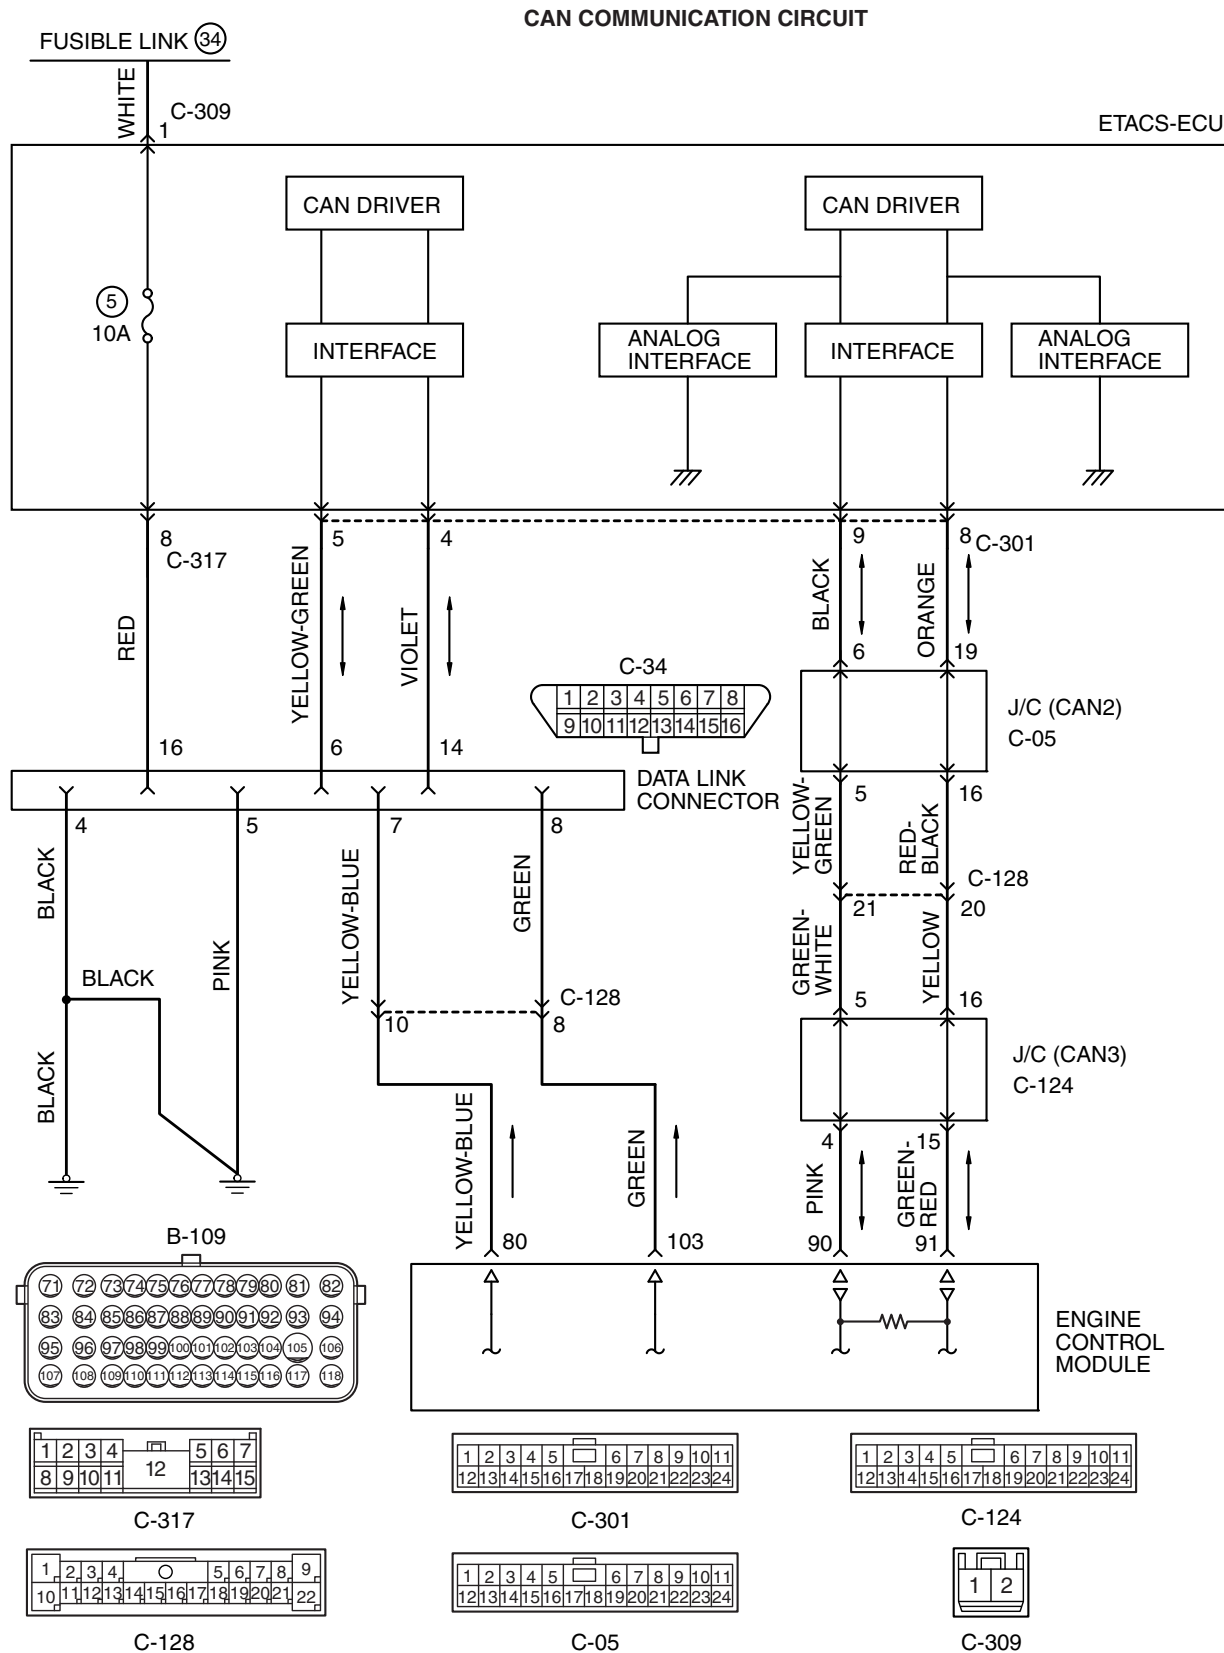 CAN COMMUNICATION CIRCUIT
FUSIBLE LINK 34
WHITE
C-309
1
ETACS-ECU
CAN DRIVER
CAN DRIVER
5
10A
INTERFACE
ANALOG
INTERFACE
INTERFACE
ANALOG
INTERFACE
8
C-317
5
4
9
8
C-301
RED
YELLOW-GREEN
VIOLET
BLACK
ORANGE
6
19
C-34
1 2 3 4 5 6 7 8
9 10 11 12 13 14 15 16
J/C (CAN2)
C-05
16
6
14
DATA LINK
CONNECTOR
5
16
4
5
7
8
YELLOW-
GREEN
RED-
BLACK
C-128
21
20
BLACK
PINK
YELLOW-BLUE
GREEN
BLACK
GREEN-
WHITE
YELLOW
C-128
10
8
5
16
J/C (CAN3)
C-124
BLACK
YELLOW-BLUE
GREEN
4
15
PINK
GREEN-
RED
80
103
90
91
ENGINE
CONTROL
MODULE
B-109
71 72 73 74 75 76 77 78 79 80 81 82
83 84 85 86 87 88 89 90 91 92 93 94
95 96 97 98 99 100 101 102 103 104 105 106
107 108 109 110 111 112 113 114 115 116 117 118
1 2 3 4 5 6 7
8 9 10 11 12 13 14 15
C-317
1 2 3 4 5 6 7 8 9 10 11
12 13 14 15 16 17 18 19 20 21 22 23 24
C-301
1 2 3 4 5 6 7 8 9 10 11
12 13 14 15 16 17 18 19 20 21 22 23 24
C-124
1 2 3 4 5 6 7 8 9
10 11 12 13 14 15 16 17 18 19 20 21 22
C-128
1 2 3 4 5 6 7 8 9 10 11
12 13 14 15 16 17 18 19 20 21 22 23 24
C-05
1 2
C-309